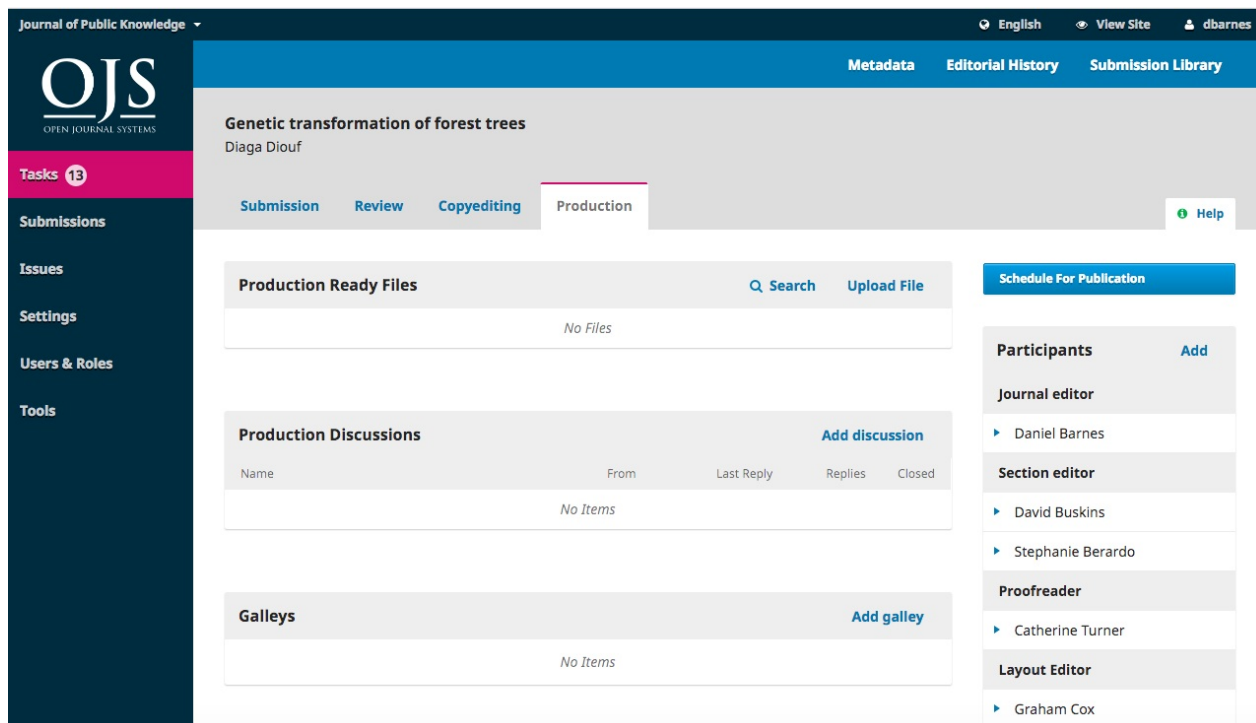 Journal of Public Knowledge
English View Site dbarnes
OJS
OPEN JOURNAL SYSTEMS
Metadata Editorial History Submission Library
Genetic transformation of forest trees
Diaga Diouf
Tasks 13
Submissions
Issues
Settings
Users & Roles
Tools
Submission Review Copyediting Production
Help
Production Ready Files Search Upload File
No Files
Production Discussions Add discussion
Name From Last Reply Replies Closed
No Items
Galleys Add galley
No Items
Schedule For Publication
Participants Add
Journal editor
Daniel Barnes
Section editor
David Buskins
Stephanie Berardo
Proofreader
Catherine Turner
Layout Editor
Graham Cox